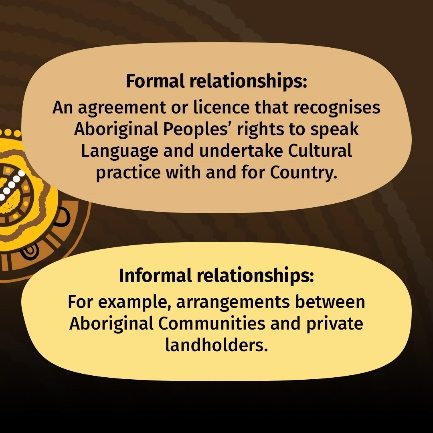 Formal relationships:
An agreement or licence that recognises
Aboriginal Peoples’ rights to speak
Language and undertake Cultural
practice with and for Country.
Informal relationships:
For example, arrangements between
Aboriginal Communities and private
landholders.